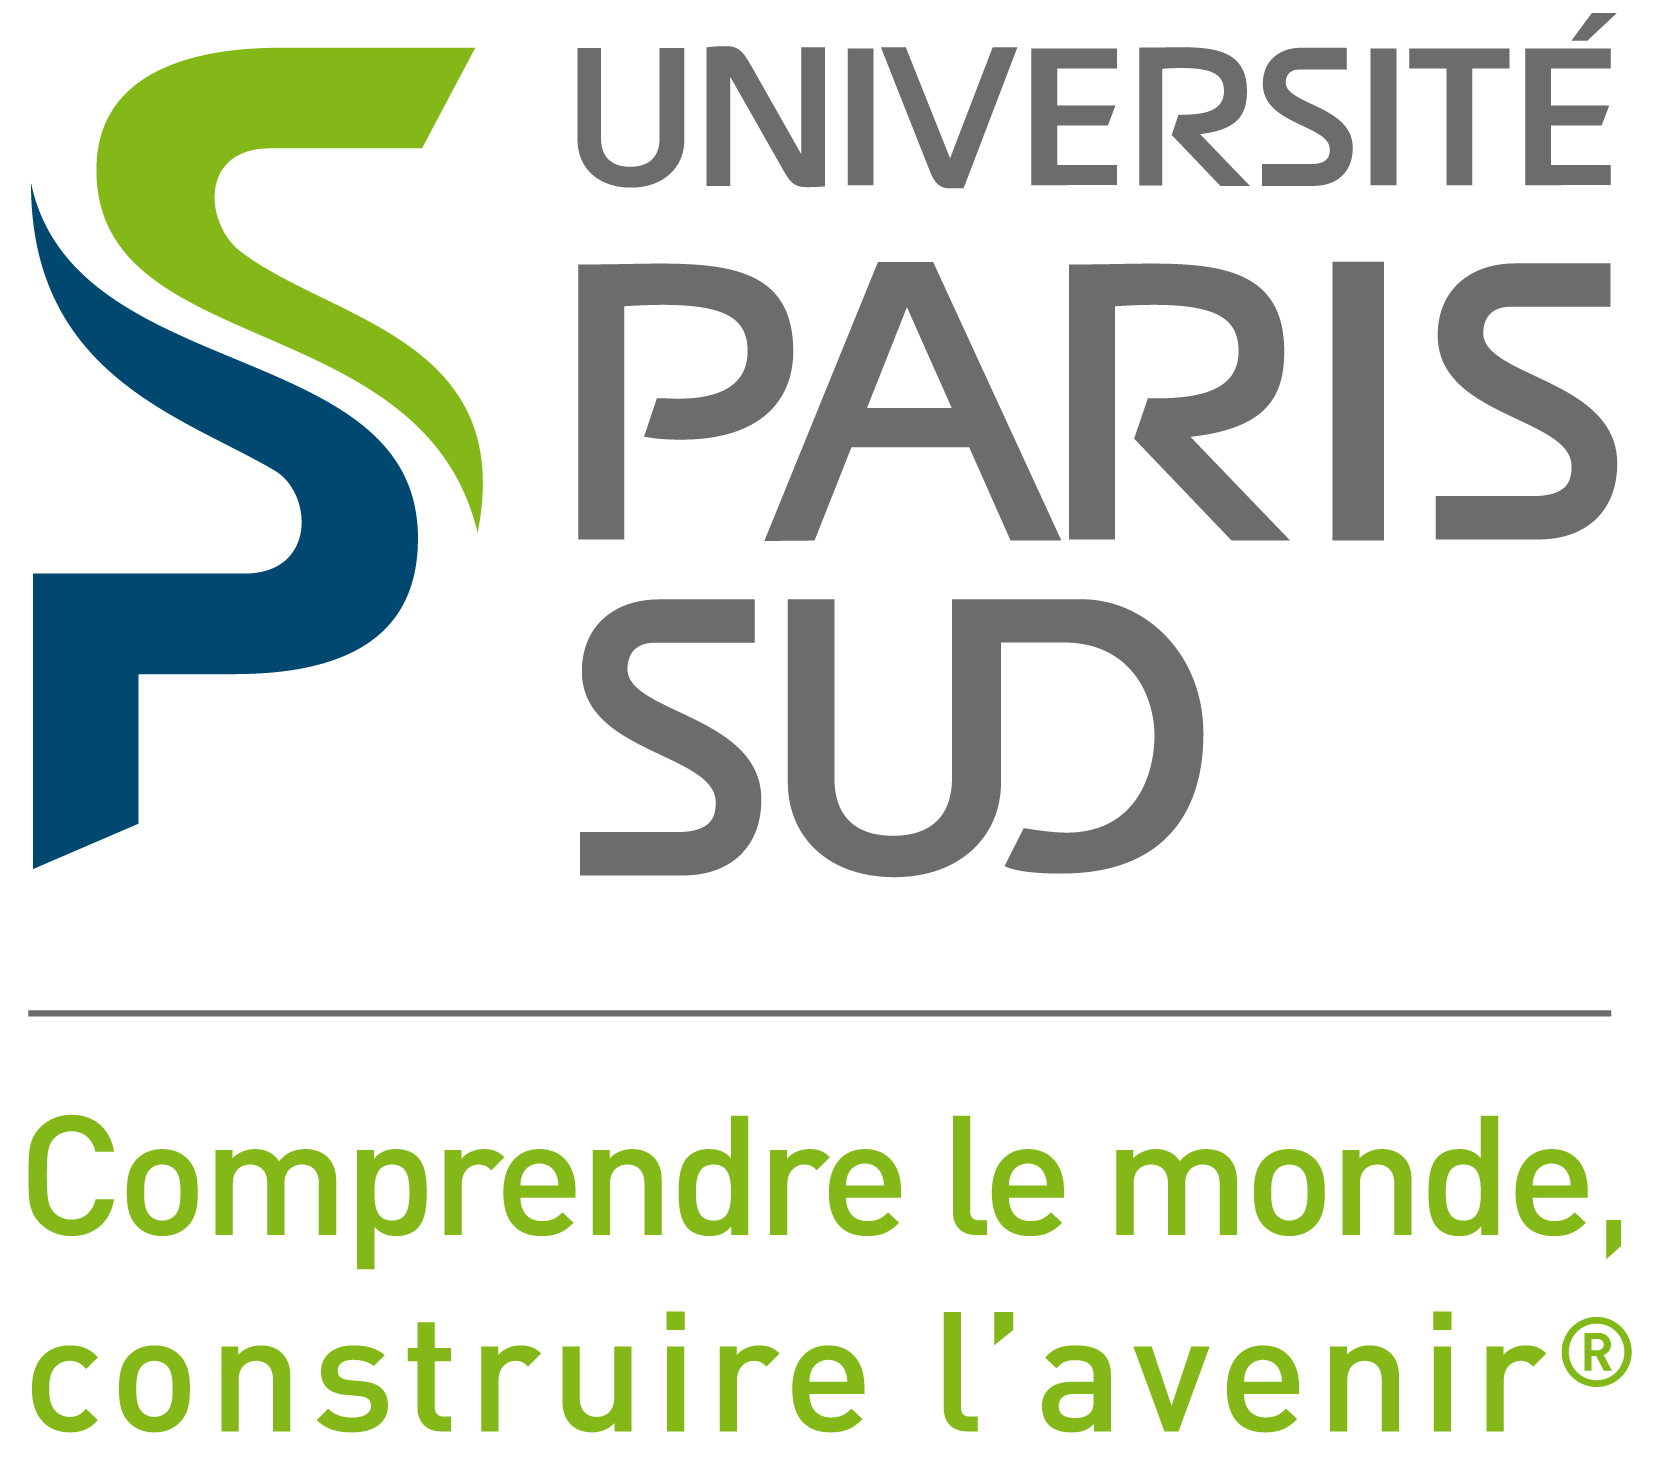 UNIVERSITÉ
PARIS
SUD
Comprendre le monde,
construire l’avenir®